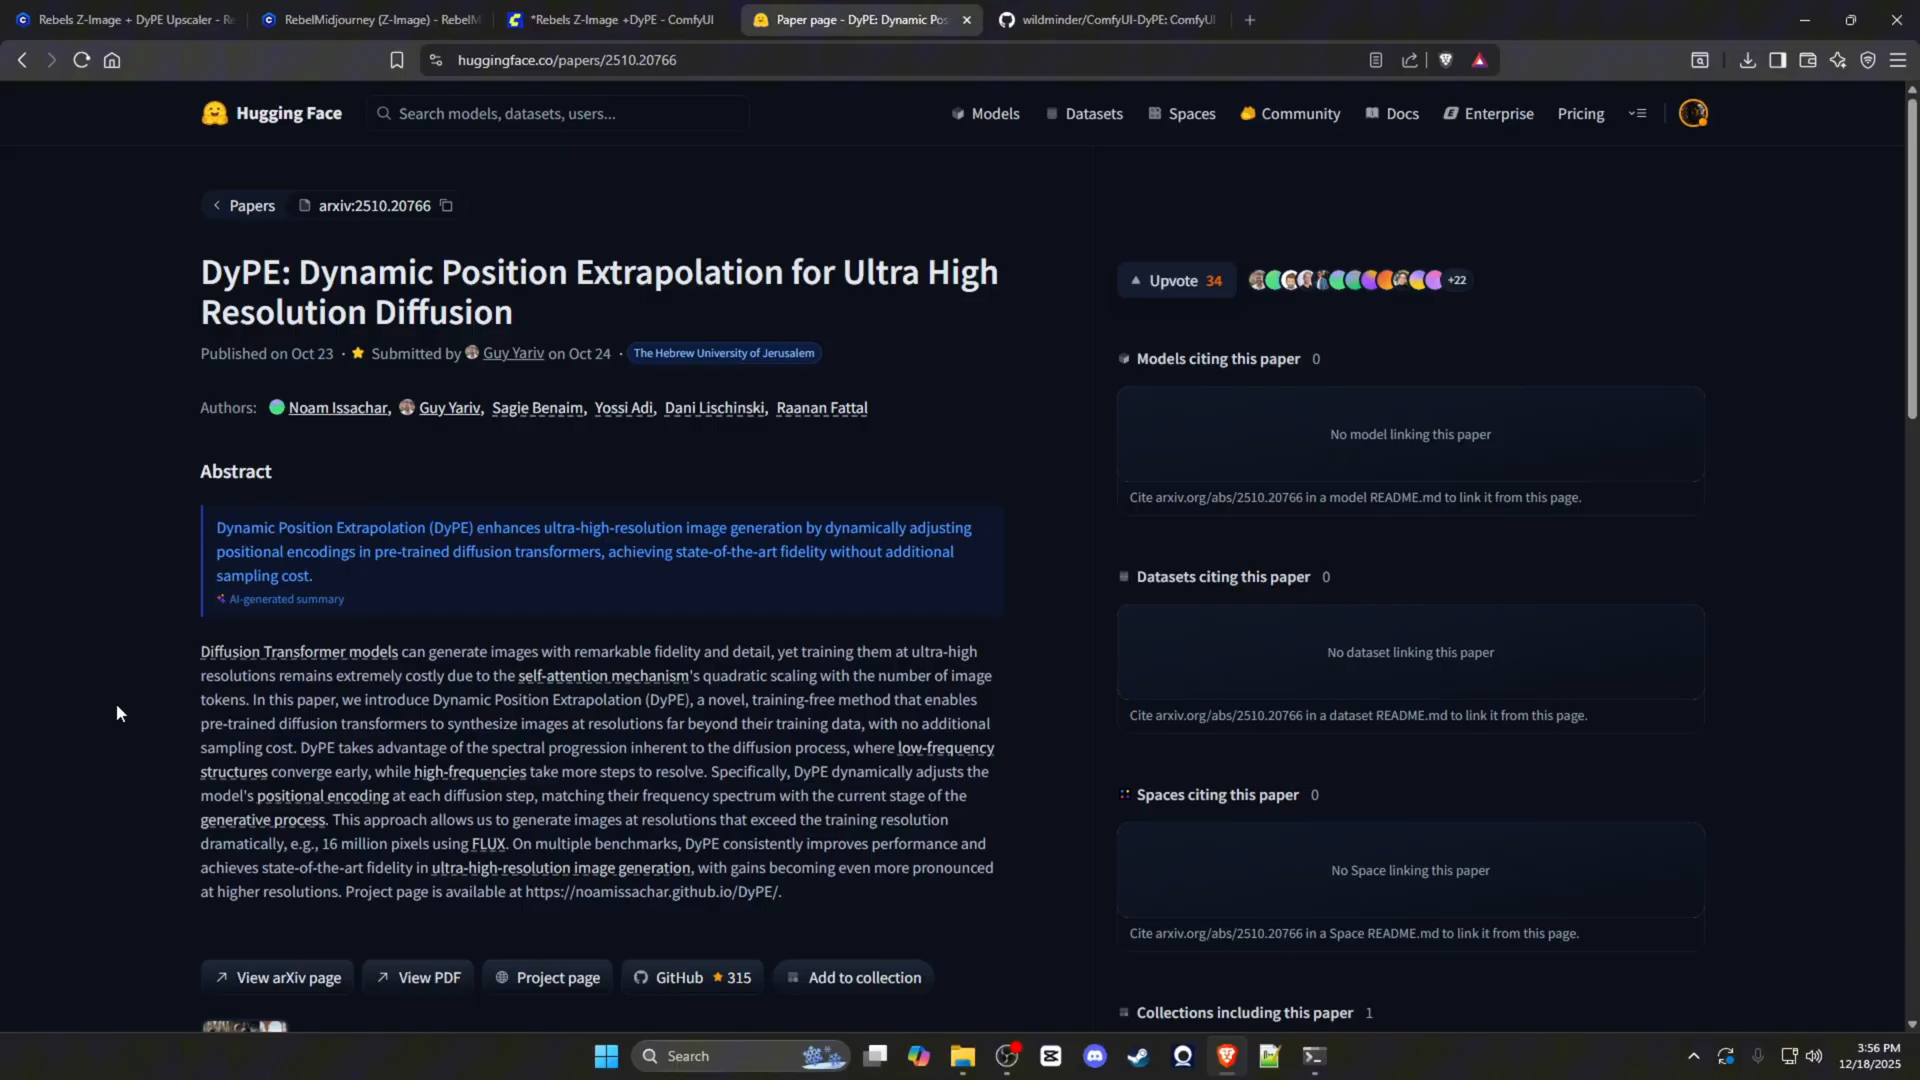 Rebels Z-Image + DyPE Upscaler - Re
RebelMidjourney (Z-Image) - RebelM
*Rebels Z-Image +DyPE - ComfyUI
Paper page - DyPE: Dynamic Pos
wildminder/ComfyUI-DyPE: ComfyUI
huggingface.co/papers/2510.20766
Hugging Face
Search models, datasets, users...
Models
Datasets
Spaces
Community
Docs
Enterprise
Pricing
Papers
arxiv:2510.20766
DyPE: Dynamic Position Extrapolation for Ultra High
Resolution Diffusion
Published on Oct 23 · Submitted by Guy Yariv on Oct 24 · The Hebrew University of Jerusalem
Authors: Noam Issachar, Guy Yariv, Sagie Benaim, Yossi Adi, Dani Lischinski, Raanan Fattal
Abstract
Dynamic Position Extrapolation (DyPE) enhances ultra-high-resolution image generation by dynamically adjusting
positional encodings in pre-trained diffusion transformers, achieving state-of-the-art fidelity without additional
sampling cost.
AI-generated summary
Diffusion Transformer models can generate images with remarkable fidelity and detail, yet training them at ultra-high
resolutions remains extremely costly due to the self-attention mechanism's quadratic scaling with the number of image
tokens. In this paper, we introduce Dynamic Position Extrapolation (DyPE), a novel, training-free method that enables
pre-trained diffusion transformers to synthesize images at resolutions far beyond their training data, with no additional
sampling cost. DyPE takes advantage of the spectral progression inherent to the diffusion process, where low-frequency
structures converge early, while high-frequencies take more steps to resolve. Specifically, DyPE dynamically adjusts the
model's positional encoding at each diffusion step, matching their frequency spectrum with the current stage of the
generative process. This approach allows us to generate images at resolutions that exceed the training resolution
dramatically, e.g., 16 million pixels using FLUX. On multiple benchmarks, DyPE consistently improves performance and
achieves state-of-the-art fidelity in ultra-high-resolution image generation, with gains becoming even more pronounced
at higher resolutions. Project page is available at https://noamissachar.github.io/DyPE/.
View arXiv page
View PDF
Project page
GitHub 315
Add to collection
Upvote 34
+22
Models citing this paper 0
No model linking this paper
Cite arxiv.org/abs/2510.20766 in a model README.md to link it from this page.
Datasets citing this paper 0
No dataset linking this paper
Cite arxiv.org/abs/2510.20766 in a dataset README.md to link it from this page.
Spaces citing this paper 0
No Space linking this paper
Cite arxiv.org/abs/2510.20766 in a Space README.md to link it from this page.
Collections including this paper 1
Search
3:56 PM
12/18/2025